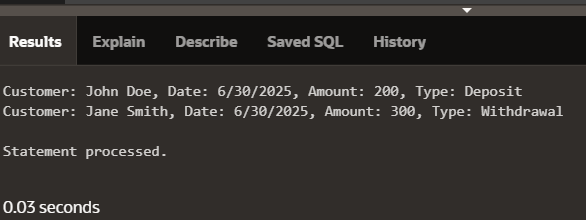 Results Explain Describe Saved SQL History
Customer: John Doe, Date: 6/30/2025, Amount: 200, Type: Deposit
Customer: Jane Smith, Date: 6/30/2025, Amount: 300, Type: Withdrawal
Statement processed.
0.03 seconds